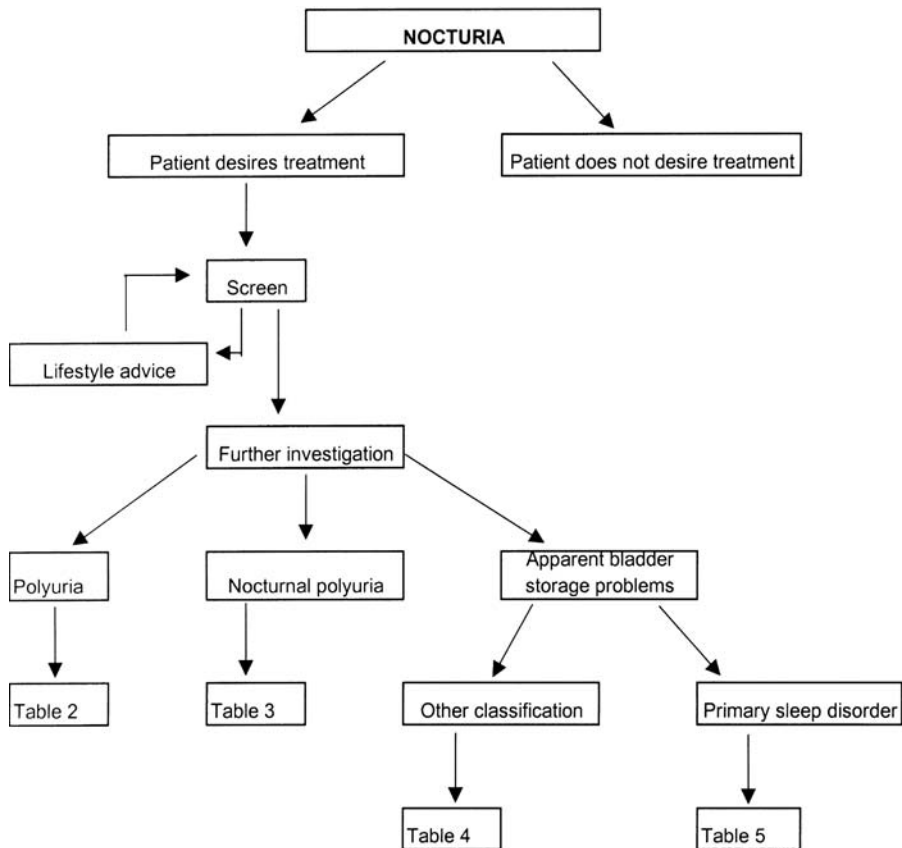 NOCTURIA
Patient desires treatment
Patient does not desire treatment
Screen
Lifestyle advice
Further investigation
Polyuria
Nocturnal polyuria
Apparent bladder
storage problems
Table 2
Table 3
Other classification
Primary sleep disorder
Table 4
Table 5